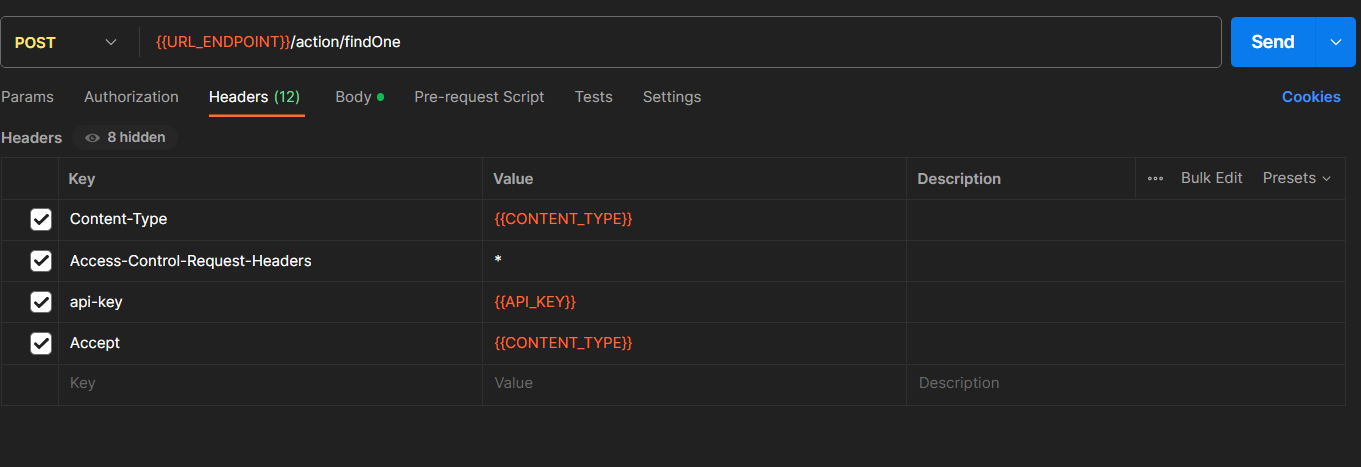 POST {{URL_ENDPOINT}}/action/findOne Send
Params Authorization Headers (12) Body Pre-request Script Tests Settings Cookies
Headers 8 hidden
Key Value Description Bulk Edit Presets
Content-Type {{CONTENT_TYPE}}
Access-Control-Request-Headers *
api-key {{API_KEY}}
Accept {{CONTENT_TYPE}}
Key Value Description